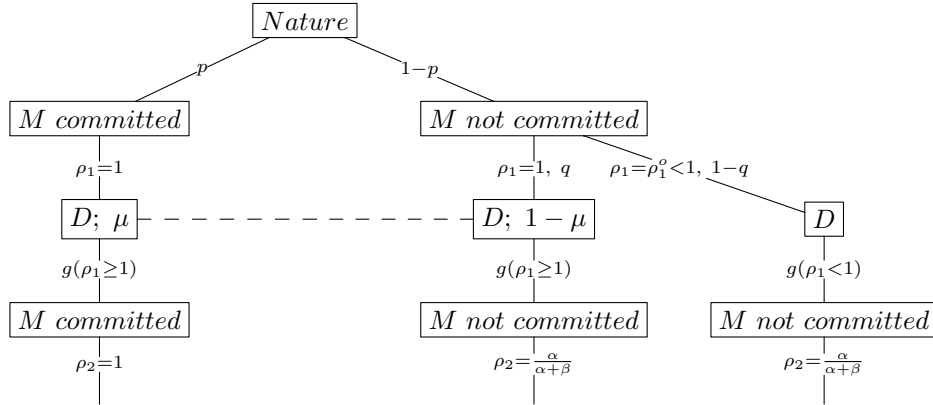 Nature
p
1−p
M committed
M not committed
ρ₁=1
ρ₁=1, q
ρ₁=ρ₁ᵒ<1, 1−q
D; μ
D; 1 − μ
D
g(ρ₁≥1)
g(ρ₁≥1)
g(ρ₁<1)
M committed
M not committed
M not committed
ρ₂=1
ρ₂=α/(α+β)
ρ₂=α/(α+β)